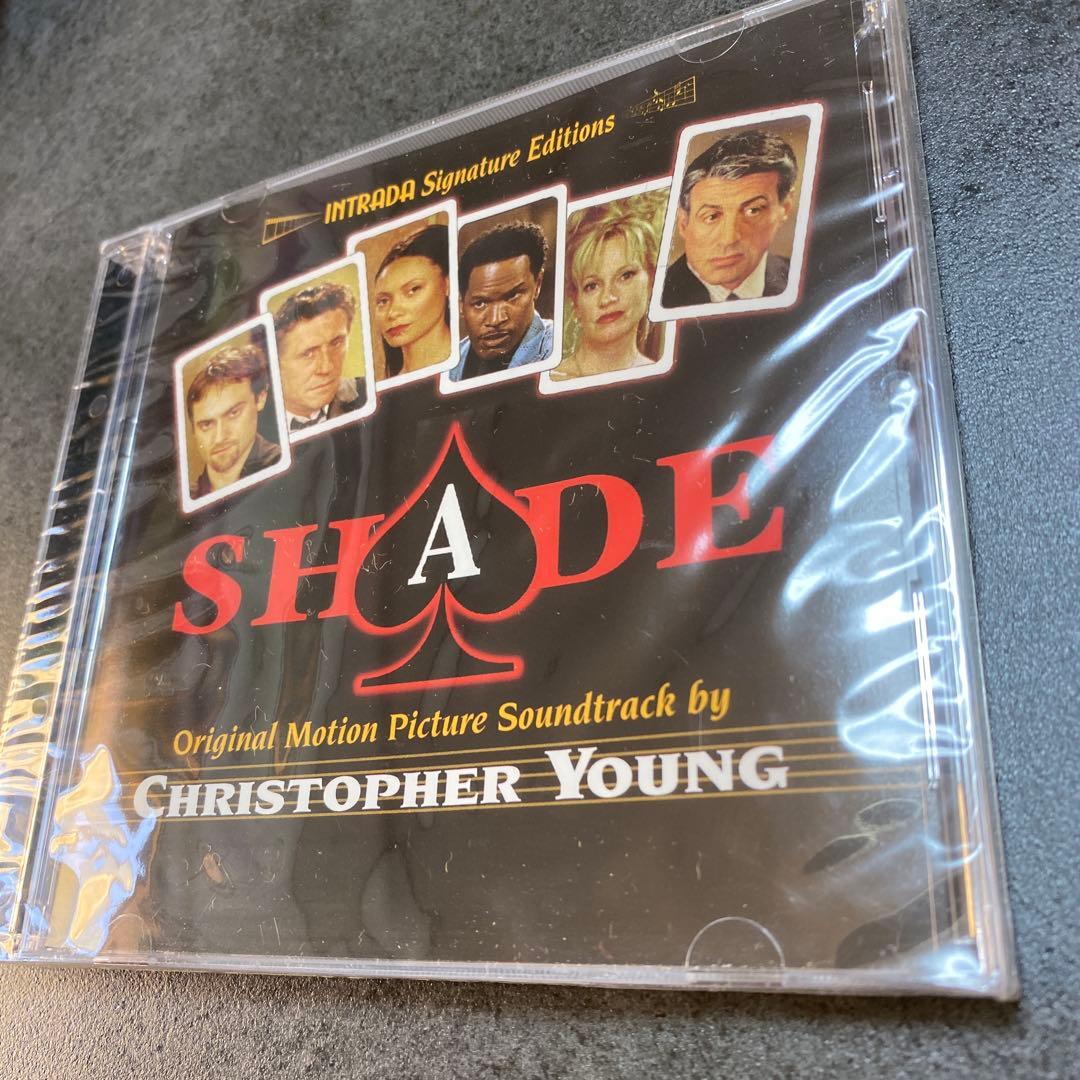 INTRADA Signature Editions
SHADE
Original Motion Picture Soundtrack by
CHRISTOPHER YOUNG